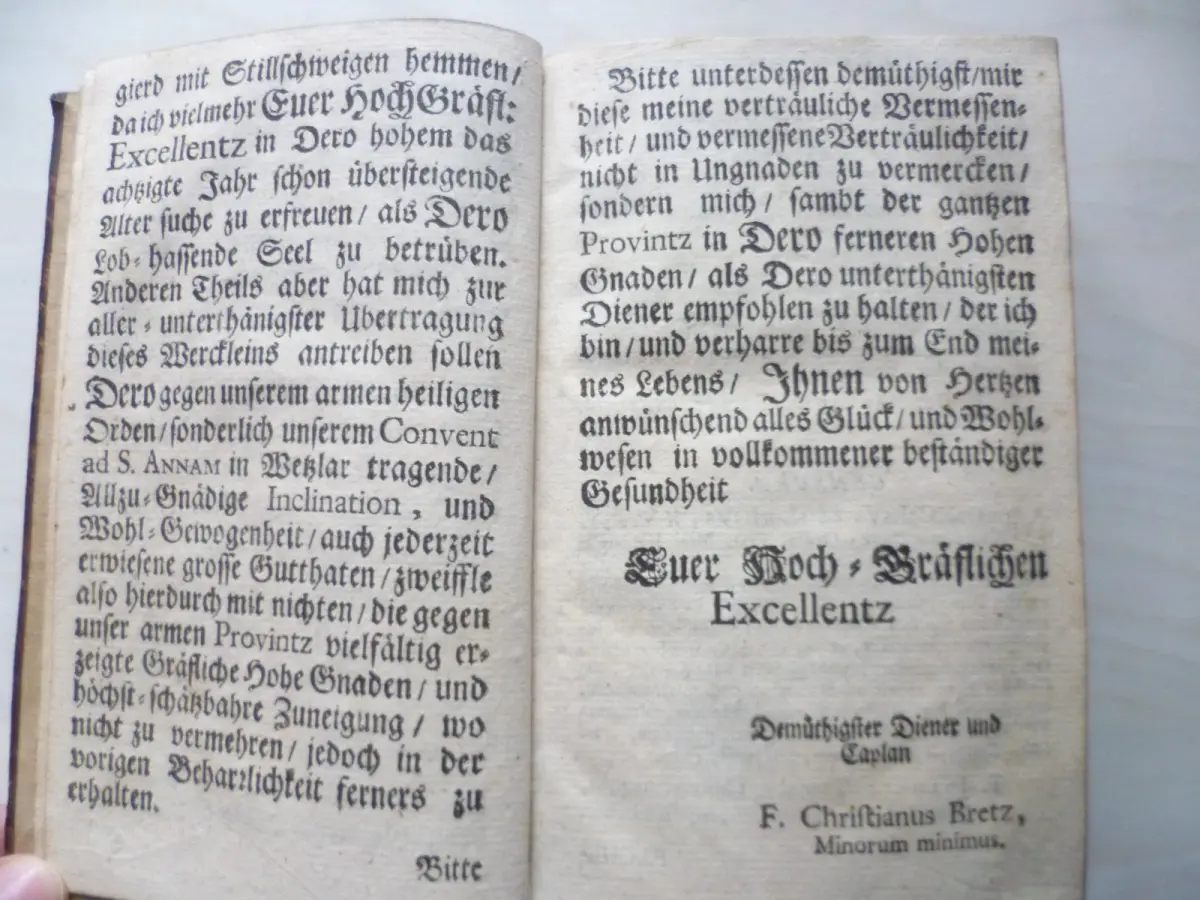 gierd mit Stillschweigen hemmen/
da ich vielmehr Euer HochGräfl:
Excellentz in Dero hohem das
achtzigte Jahr schon übersteigende
Alter suche zu erfreuen/ als Dero
Lob-hassende Seel zu betrüben.
Anderen Theils aber hat mich zur
aller-unterthänigster Ubertragung
dieses Werckleins antreiben sollen
Dero gegen unserem armen heiligen
Orden/sonderlich unserem Convent
ad S. ANNAM in Wetzlar tragende/
Allzu-Gnädige Inclination, und
Wohl-Gewogenheit/auch jederzeit
erwiesene grosse Gutthaten/zweiffle
also hierdurch mit nichten/die gegen
unser armen Provintz vielfältig er-
zeigte Gräfliche Hohe Gnaden/ und
höchst-schätzbahre Zuneigung/ wo
nicht zu vermehren/ jedoch in der
vorigen Beharrlichkeit ferners zu
erhalten.
Bitte
Bitte unterdessen demüthigst/mir
diese meine verträuliche Vermessen-
heit/ und vermessene Verträulichkeit/
nicht in Ungnaden zu vermercken/
sondern mich/ sambt der gantzen
Provintz in Dero ferneren Hohen
Gnaden/ als Dero unterthänigsten
Diener empfohlen zu halten/ der ich
bin/und verharre bis zum End mei-
nes Lebens/ Ihnen von Hertzen
anwünschend alles Glück/ und Wohl-
wesen in vollkommener beständiger
Gesundheit
Euer Hoch-Gräflichen
Excellentz
Demüthigster Diener und
Caplan
F. Christianus Bretz,
Minorum minimus.